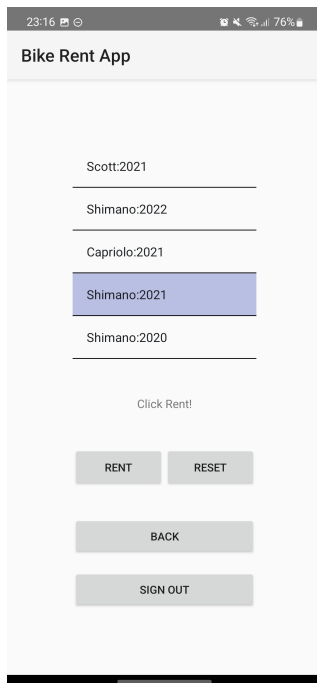 23:16 76%
Bike Rent App
Scott:2021
Shimano:2022
Capriolo:2021
Shimano:2021
Shimano:2020
Click Rent!
RENT RESET
BACK
SIGN OUT